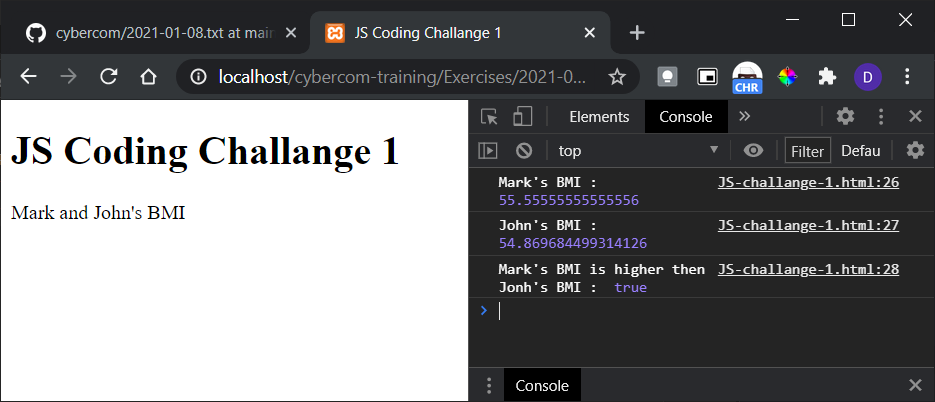 cybercom/2021-01-08.txt at main
JS Coding Challange 1
localhost/cybercom-training/Exercises/2021-0...
CHR
D
JS Coding Challange 1
Mark and John's BMI
Elements
Console
top
Filter
Defau
Mark's BMI : JS-challange-1.html:26
55.55555555555556
John's BMI : JS-challange-1.html:27
54.869684499314126
Mark's BMI is higher then JS-challange-1.html:28
Jonh's BMI : true
Console